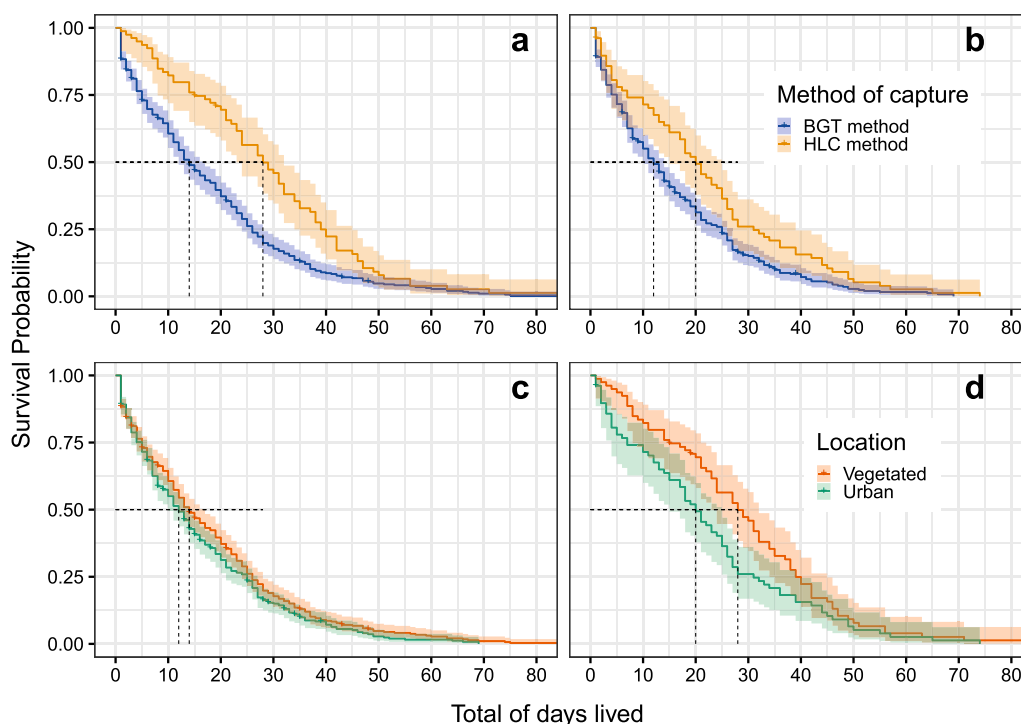 a
1.00
0.75
0.50
0.25
0.00
0 10 20 30 40 50 60 70 80
b
Method of capture
BGT method
HLC method
0 10 20 30 40 50 60 70 80
Survival Probability
c
1.00
0.75
0.50
0.25
0.00
0 10 20 30 40 50 60 70 80
d
Location
Vegetated
Urban
0 10 20 30 40 50 60 70 80
Total of days lived